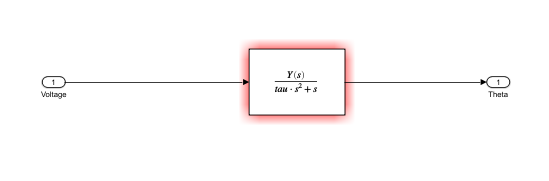 1
Voltage
Y(s)
tau · s² + s
1
Theta